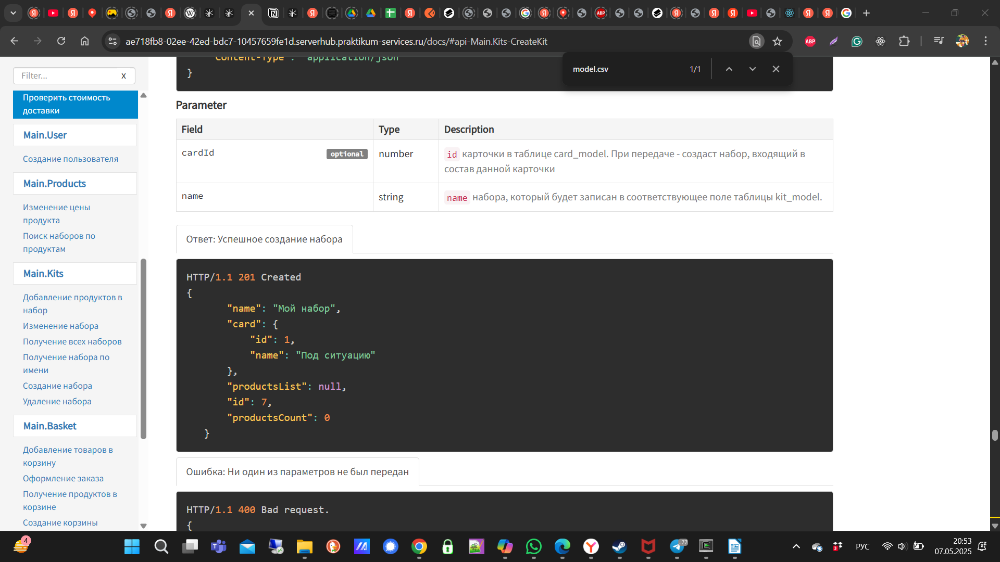 ae718fb8-02ee-42ed-bdc7-10457659fe1d.serverhub.praktikum-services.ru/docs/#api-Main.Kits-CreateKit
model.csv
1/1
Filter...
X
Проверить стоимость
доставки
Main.User
Создание пользователя
Main.Products
Изменение цены
продукта
Поиск наборов по
продуктам
Main.Kits
Добавление продуктов в
набор
Изменение набора
Получение всех наборов
Получение набора по
имени
Создание набора
Удаление набора
Main.Basket
Добавление товаров в
корзину
Оформление заказа
Получение продуктов в
корзине
Создание корзины
"Content-Type": "application/json"
}
Parameter
Field Type Description
cardId optional number id карточки в таблице card_model. При передаче - создаст набор, входящий в
состав данной карточки
name string name набора, который будет записан в соответствующее поле таблицы kit_model.
Ответ: Успешное создание набора
HTTP/1.1 201 Created
{
"name": "Мой набор",
"card": {
"id": 1,
"name": "Под ситуацию"
},
"productsList": null,
"id": 7,
"productsCount": 0
}
Ошибка: Ни один из параметров не был передан
HTTP/1.1 400 Bad request.
{
4
77
3
РУС
20:53
07.05.2025